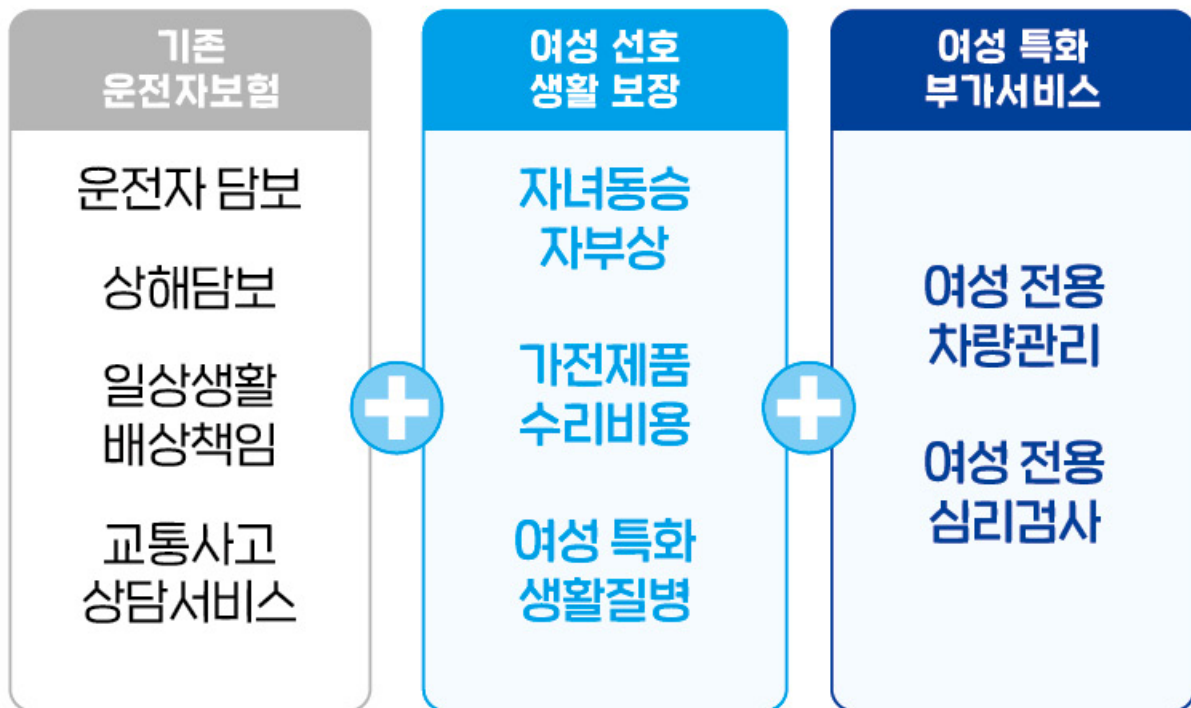 기존
운전자보험
운전자 담보
상해담보
일상생활
배상책임
교통사고
상담서비스
여성 선호
생활 보장
자녀동승
자부상
가전제품
수리비용
여성 특화
생활질병
여성 특화
부가서비스
여성 전용
차량관리
여성 전용
심리검사